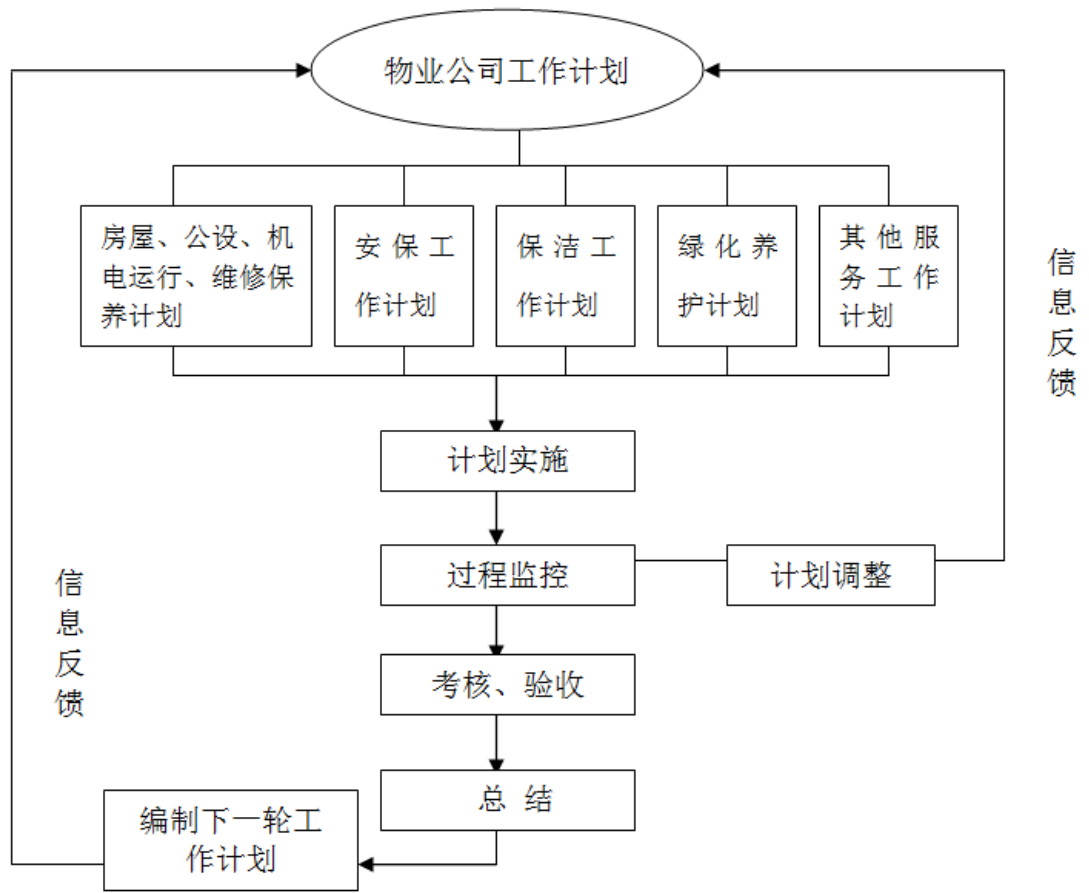 物业公司工作计划
房屋、公设、机
电运行、维修保
养计划
安保工
作计划
保洁工
作计划
绿化养
护计划
其他服
务工作
计划
信
息
反
馈
计划实施
过程监控
计划调整
信
息
反
馈
考核、验收
总 结
编制下一轮工
作计划